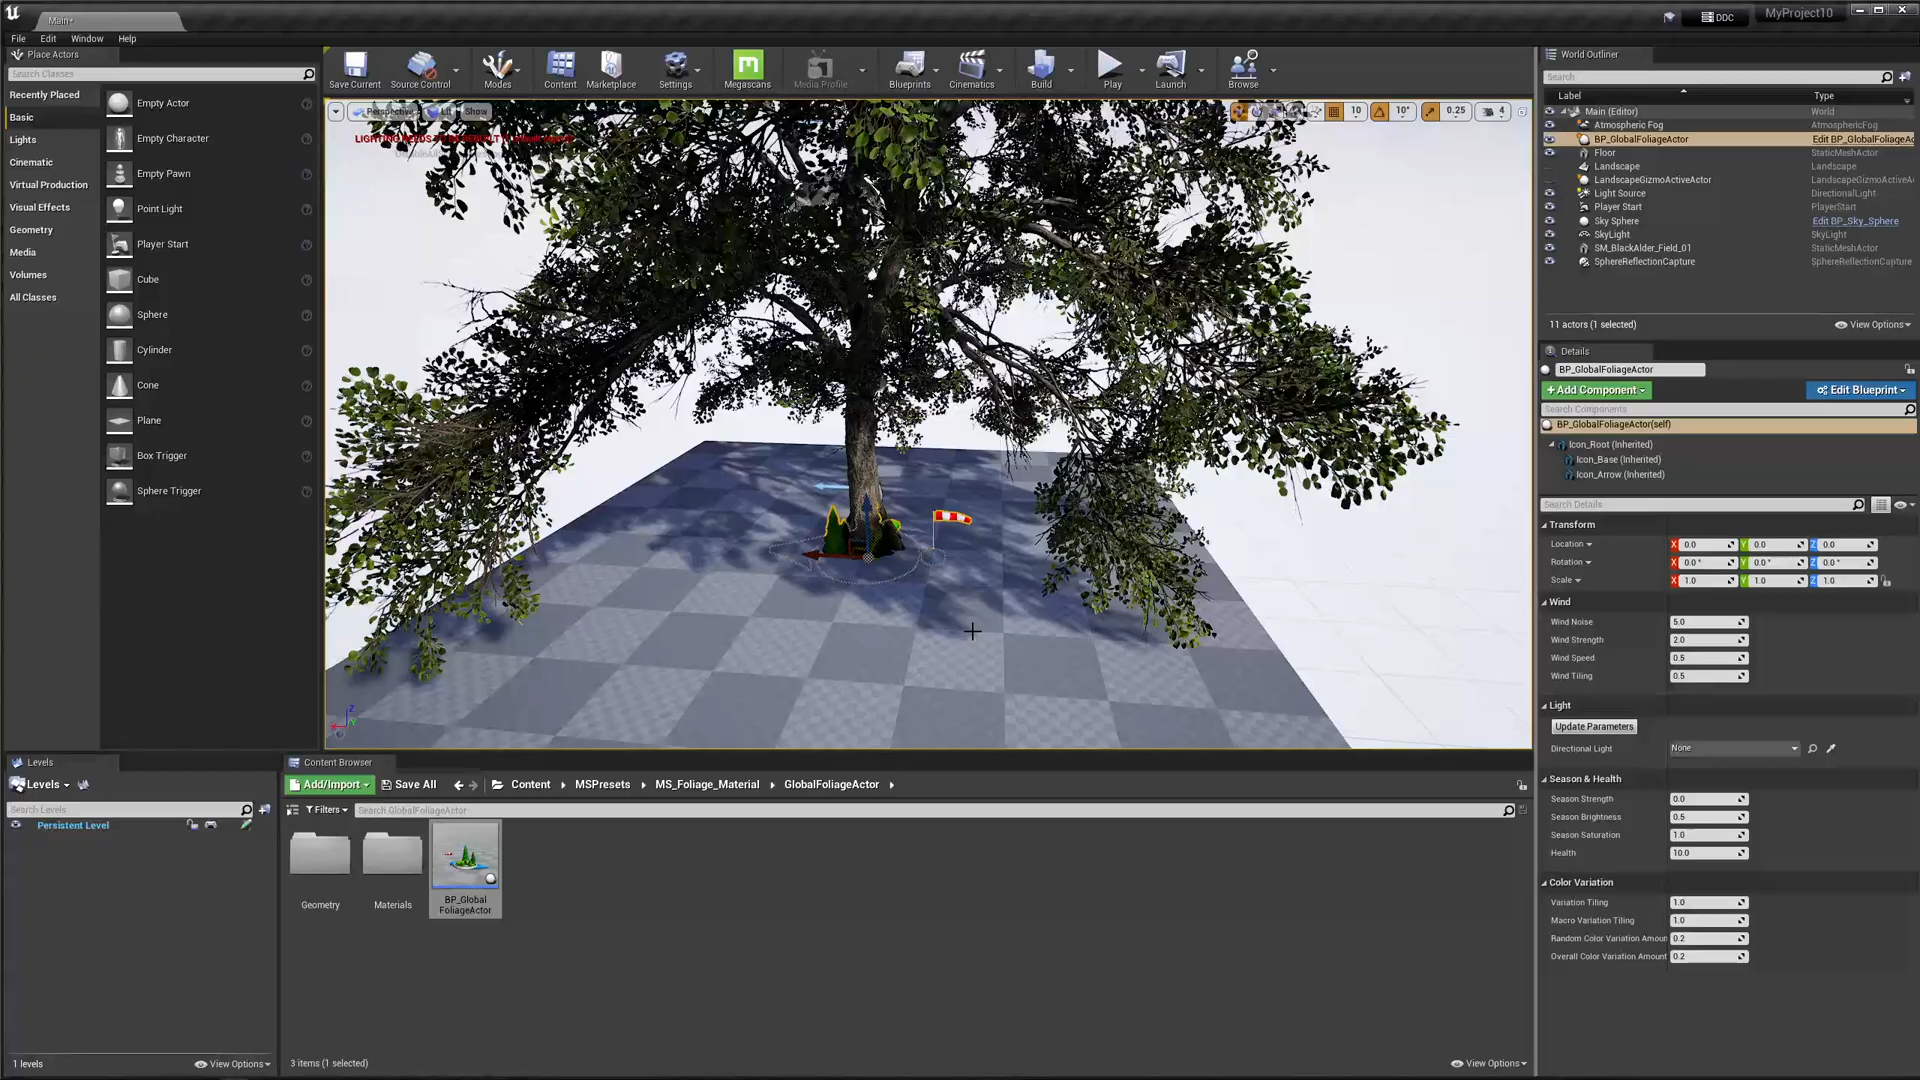 Main*
DDC
MyProject10
File Edit Window Help
Place Actors
Search Classes
Recently Placed
Basic
Lights
Cinematic
Virtual Production
Visual Effects
Geometry
Media
Volumes
All Classes
Empty Actor
Empty Character
Empty Pawn
Point Light
Player Start
Cube
Sphere
Cylinder
Cone
Plane
Box Trigger
Sphere Trigger
Save Current Source Control Modes Content Marketplace Settings Megascans Media Profile Blueprints Cinematics Build Play Launch Browse
Perspective Lit Show
10 10° 0.25 4
LIGHTING NEEDS TO BE REBUILT
World Outliner
Search
Label Type
Main (Editor) World
Atmospheric Fog AtmosphericFog
BP_GlobalFoliageActor Edit BP_GlobalFoliageAc
Floor StaticMeshActor
Landscape Landscape
LandscapeGizmoActiveActor LandscapeGizmoActiveA
Light Source DirectionalLight
Player Start PlayerStart
Sky Sphere Edit BP_Sky_Sphere
SkyLight SkyLight
SM_BlackAlder_Field_01 StaticMeshActor
SphereReflectionCapture SphereReflectionCapture
11 actors (1 selected) View Options
Details
BP_GlobalFoliageActor
+Add Component Edit Blueprint
Search Components
BP_GlobalFoliageActor(self)
Icon_Root (Inherited)
Icon_Base (Inherited)
Icon_Arrow (Inherited)
Search Details
Transform
Location X 0.0 Y 0.0 Z 0.0
Rotation X 0.0° Y 0.0° Z 0.0°
Scale X 1.0 Y 1.0 Z 1.0
Wind
Wind Noise 5.0
Wind Strength 2.0
Wind Speed 0.5
Wind Tiling 0.5
Light
Update Parameters
Directional Light None
Season & Health
Season Strength 0.0
Season Brightness 0.5
Season Saturation 1.0
Health 10.0
Color Variation
Variation Tiling 1.0
Macro Variation Tiling 1.0
Random Color Variation Amoun 0.2
Overall Color Variation Amount 0.2
Levels
Levels
Search Levels
Persistent Level
1 levels View Options
Content Browser
Add/Import Save All Content MSPresets MS_Foliage_Material GlobalFoliageActor
Filters Search GlobalFoliageActor
Geometry
Materials
BP_Global
FoliageActor
3 items (1 selected) View Options